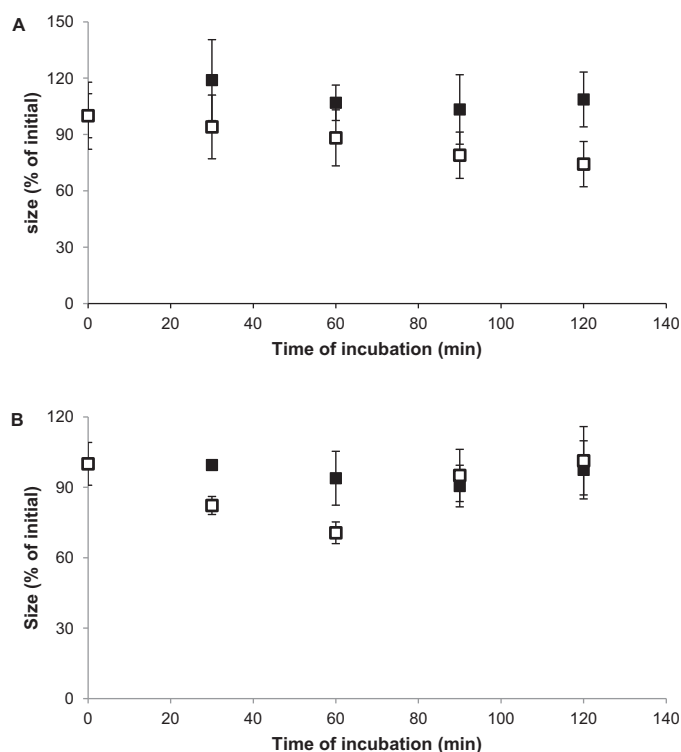 A
150
120
90
60
30
0
size (% of initial)
0 20 40 60 80 100 120 140
Time of incubation (min)
B
120
90
60
30
0
Size (% of initial)
0 20 40 60 80 100 120 140
Time of incubation (min)